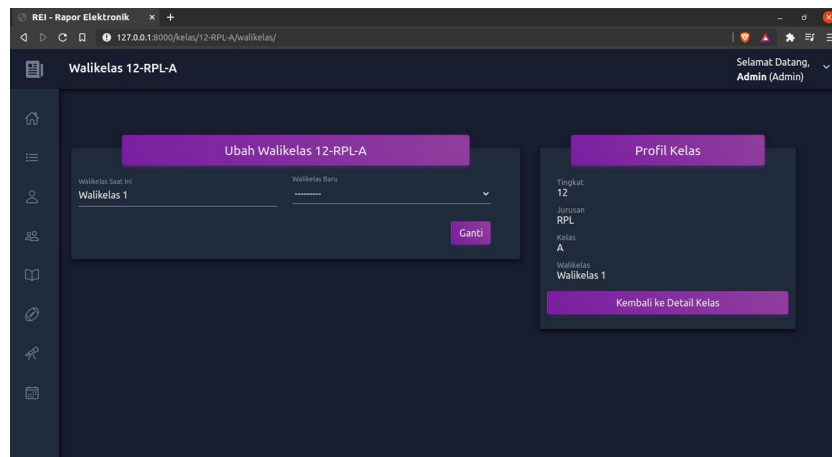 REI - Rapor Elektronik
127.0.0.1:8000/kelas/12-RPL-A/walikelas/
Walikelas 12-RPL-A
Selamat Datang,
Admin (Admin)
Ubah Walikelas 12-RPL-A
Walikelas Saat Ini
Walikelas 1
Walikelas Baru
---------
Ganti
Profil Kelas
Tingkat
12
Jurusan
RPL
Kelas
A
Walikelas
Walikelas 1
Kembali ke Detail Kelas